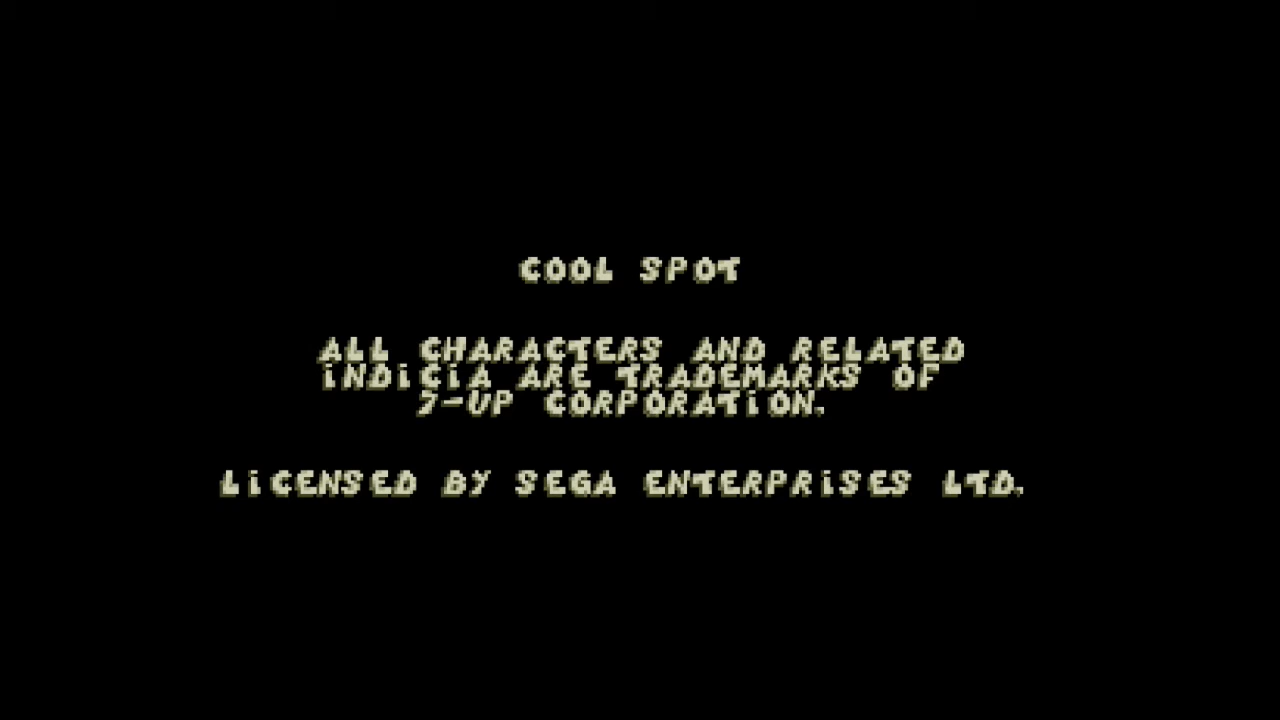 COOL SPOT
ALL CHARACTERS AND RELATED
iNDiCiA ARE TRADEMARKS OF
7-UP CORPORATiON.
LiCENSED BY SEGA ENTERPRiSES LTD.